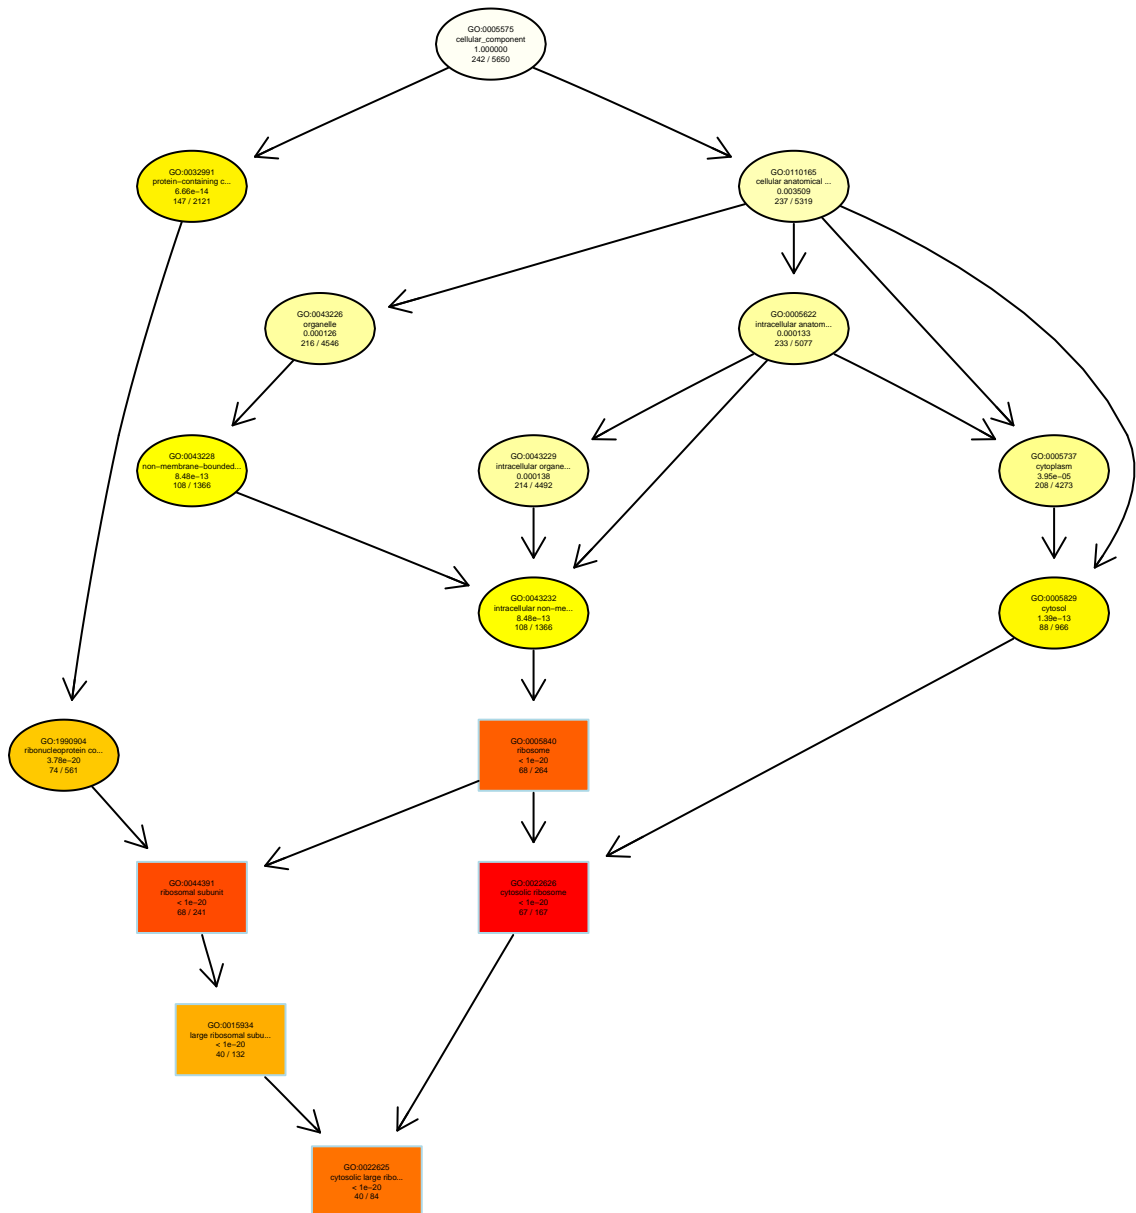 GO:0005575
cellular_component
1.000000
242 / 5650
GO:0032991
protein−containing c...
6.66e−14
147 / 2121
GO:0110165
cellular anatomical ...
0.003509
237 / 5319
GO:0043226
organelle
0.000126
216 / 4546
GO:0005622
intracellular anatom...
0.000133
233 / 5077
GO:0043228
non−membrane−bounded...
8.48e−13
108 / 1366
GO:0043229
intracellular organe...
0.000138
214 / 4492
GO:0005737
cytoplasm
3.95e−05
208 / 4273
GO:0043232
intracellular non−me...
8.48e−13
108 / 1366
GO:0005829
cytosol
1.39e−13
88 / 966
GO:1990904
ribonucleoprotein co...
3.78e−20
74 / 561
GO:0005840
ribosome
< 1e−20
68 / 264
GO:0044391
ribosomal subunit
< 1e−20
68 / 241
GO:0022626
cytosolic ribosome
< 1e−20
67 / 167
GO:0015934
large ribosomal subu...
< 1e−20
40 / 132
GO:0022625
cytosolic large ribo...
< 1e−20
40 / 84